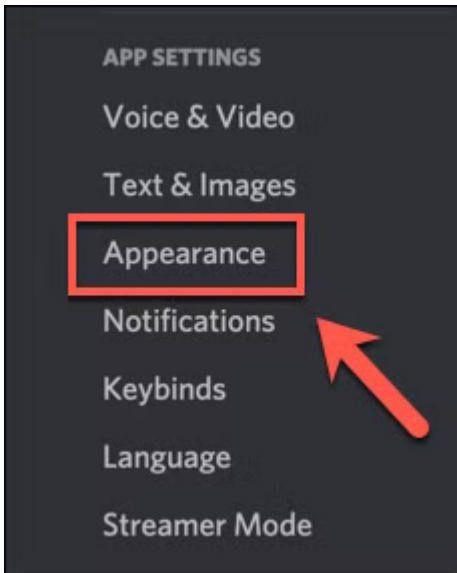 APP SETTINGS
Voice & Video
Text & Images
Appearance
Notifications
Keybinds
Language
Streamer Mode